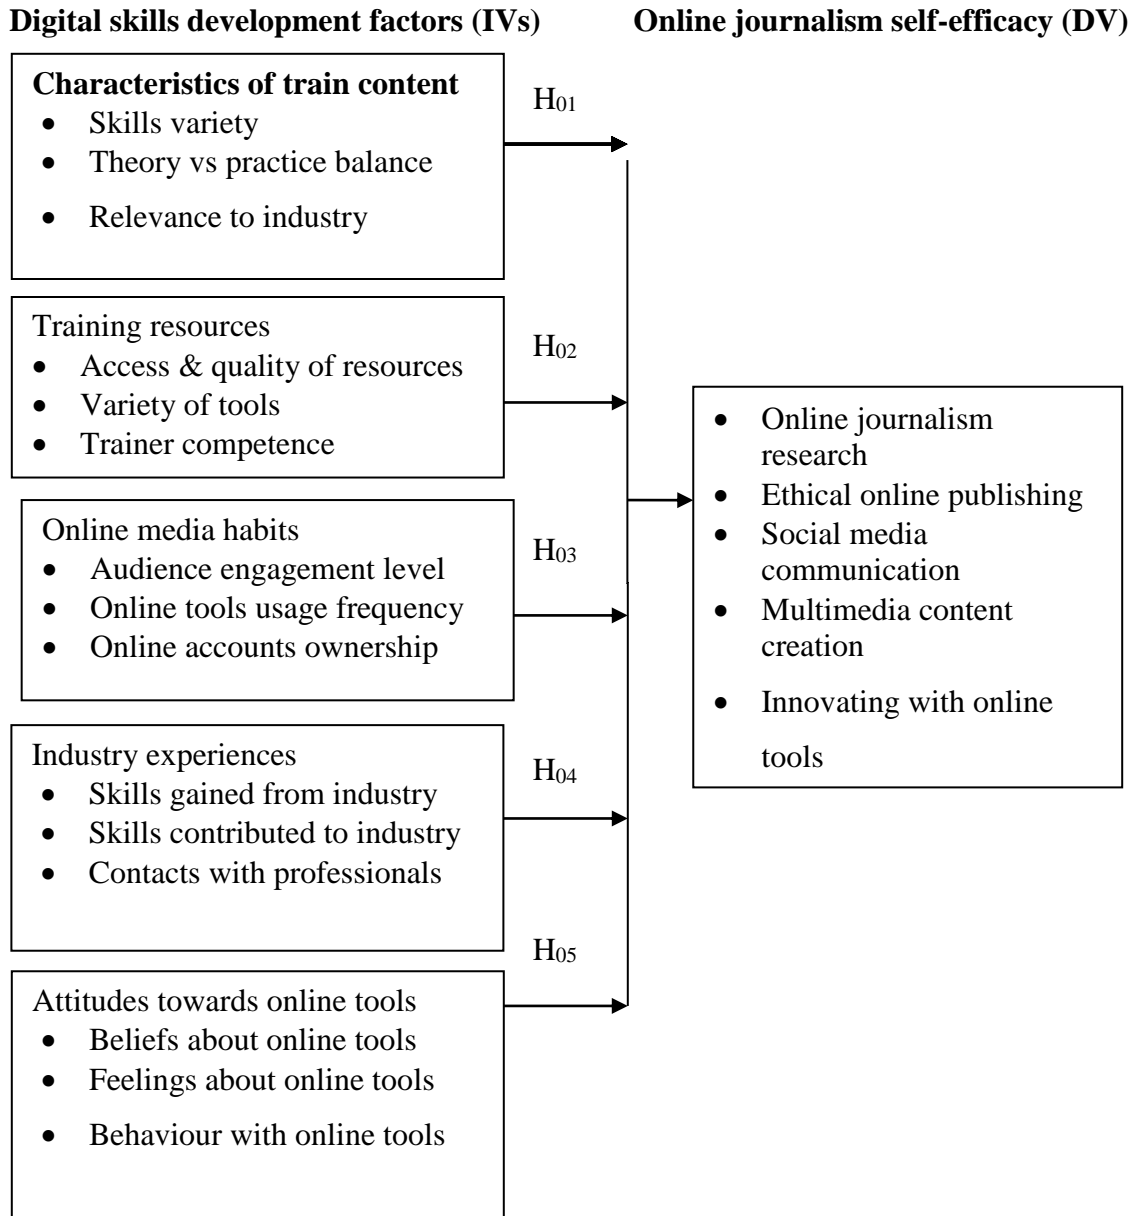 Digital skills development factors (IVs)
Online journalism self-efficacy (DV)
Characteristics of train content
• Skills variety
• Theory vs practice balance
• Relevance to industry
H01
Training resources
• Access & quality of resources
• Variety of tools
• Trainer competence
H02
Online media habits
• Audience engagement level
• Online tools usage frequency
• Online accounts ownership
H03
Industry experiences
• Skills gained from industry
• Skills contributed to industry
• Contacts with professionals
H04
Attitudes towards online tools
• Beliefs about online tools
• Feelings about online tools
• Behaviour with online tools
H05
• Online journalism
research
• Ethical online publishing
• Social media
communication
• Multimedia content
creation
• Innovating with online
tools